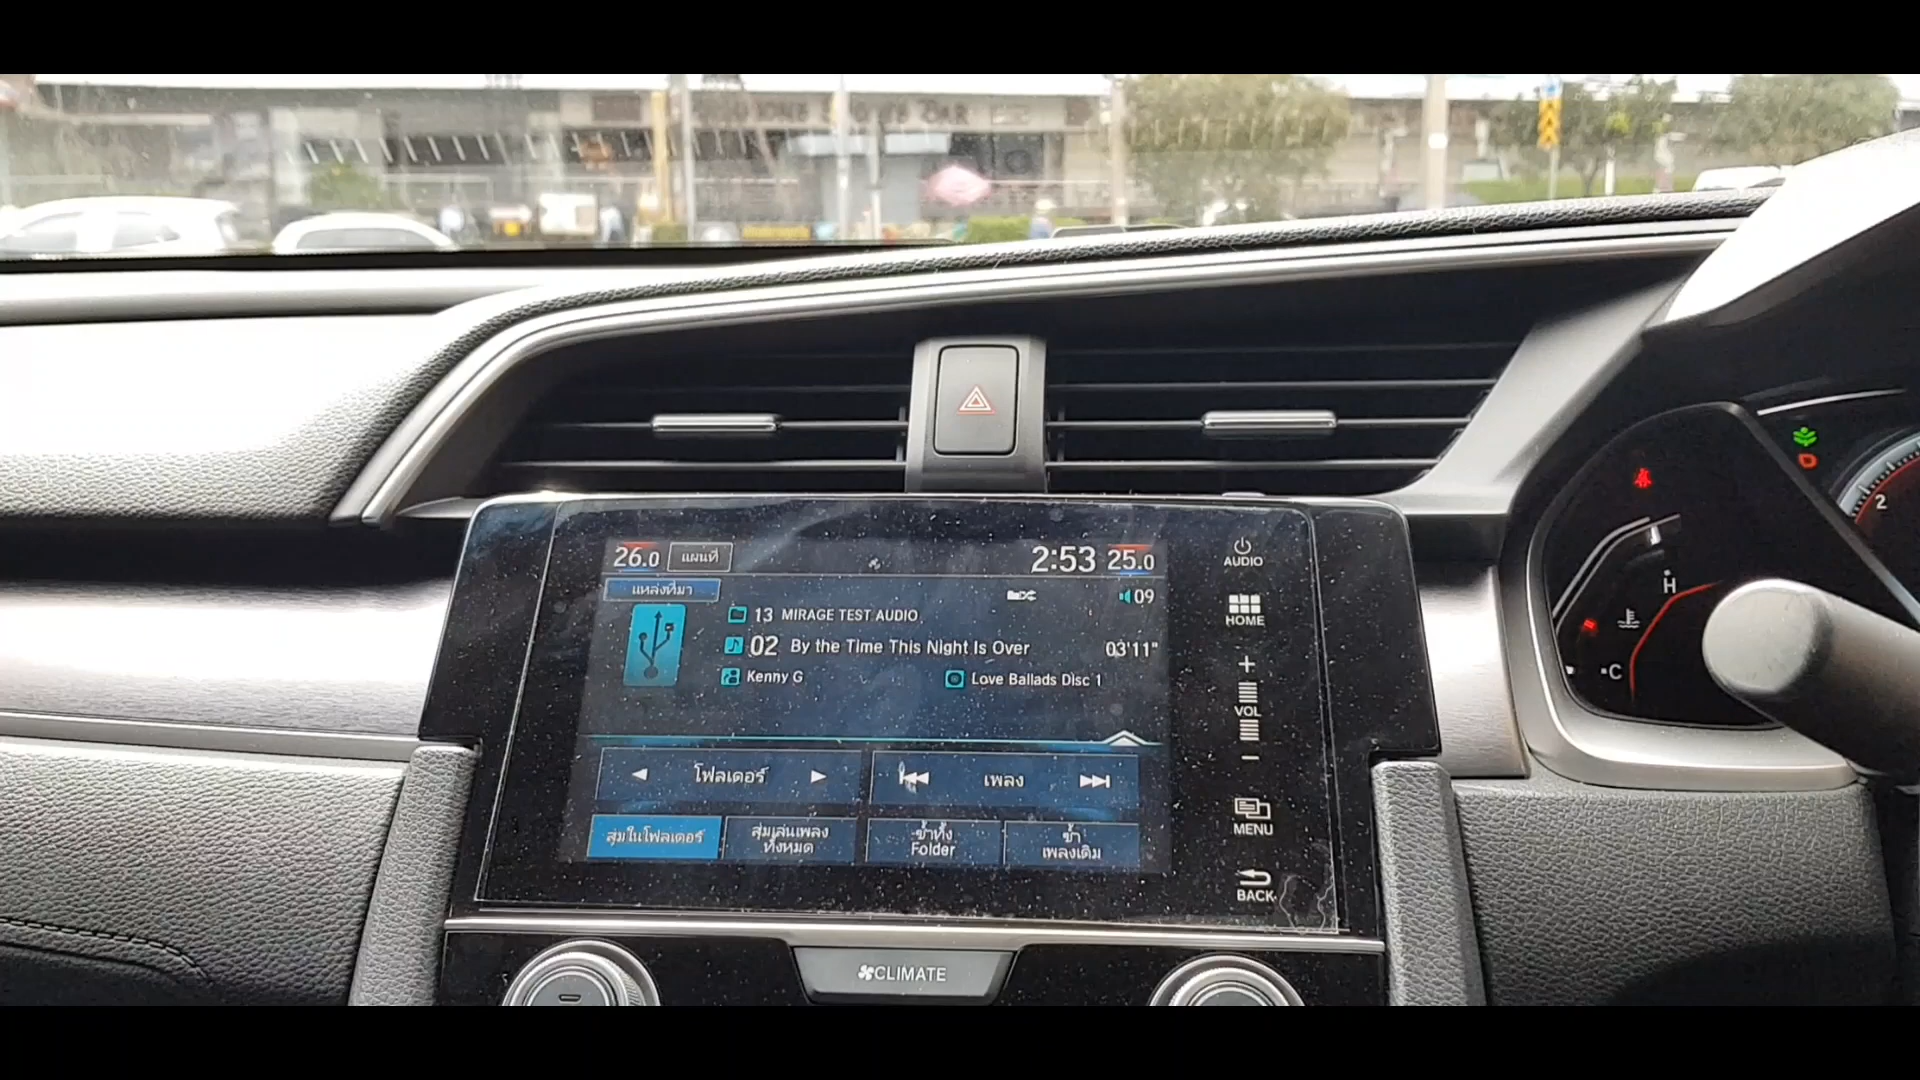 26.0 แผนที่ 2:53 25.0
แหล่งที่มา
09
13 MIRAGE TEST AUDIO
02 By the Time This Night Is Over 03'11"
Kenny G Love Ballads Disc 1
โฟลเดอร์ เพลง
สุ่มในโฟลเดอร์ สุ่มเล่นเพลง
ทั้งหมด
ซ้ำทั้ง
Folder
ซ้ำ
เพลงเดิม
AUDIO
HOME
+
VOL
−
MENU
BACK
CLIMATE
2
H
C